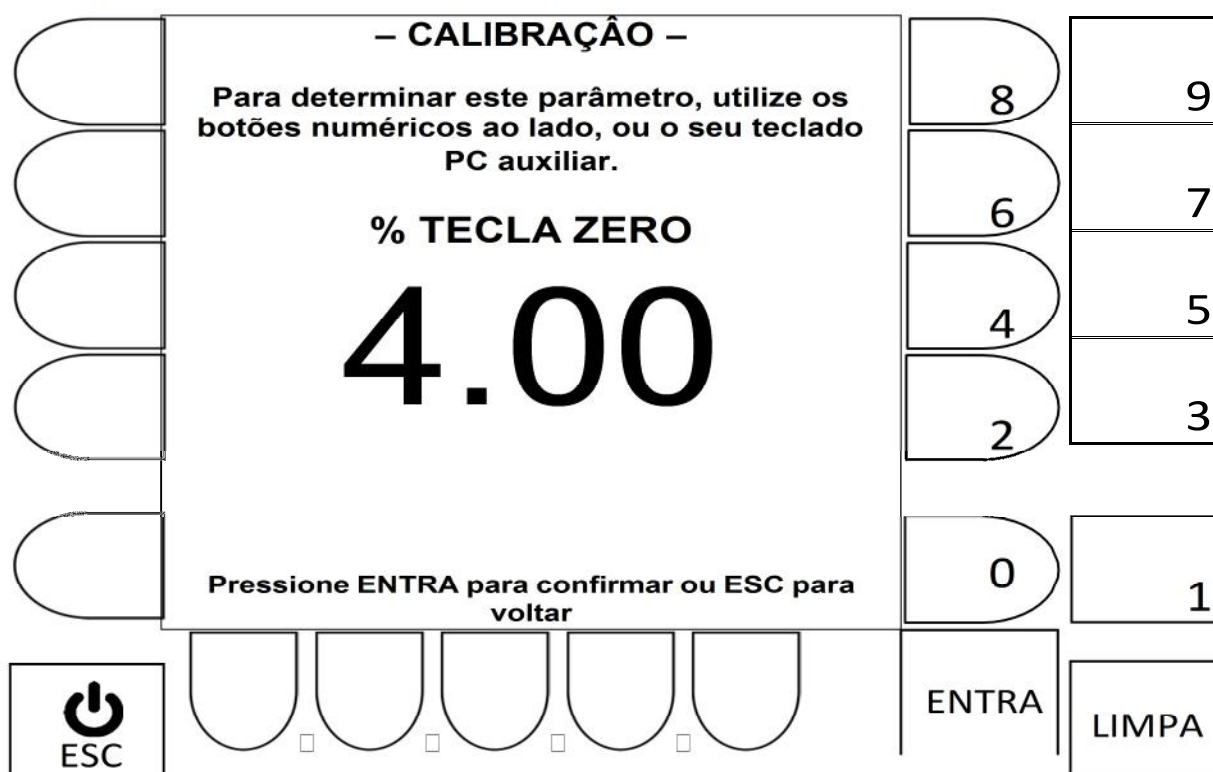 – CALIBRAÇÂO –
Para determinar este parâmetro, utilize os
botões numéricos ao lado, ou o seu teclado
PC auxiliar.
% TECLA ZERO
4.00
Pressione ENTRA para confirmar ou ESC para
voltar
8
9
6
7
4
5
2
3
0
1
ESC
ENTRA
LIMPA